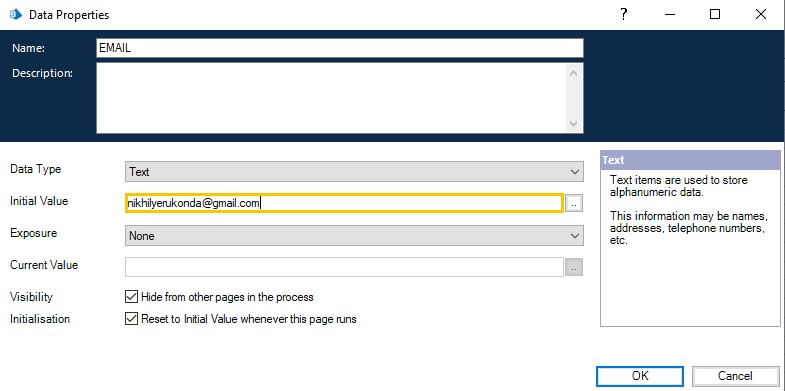 Data Properties
?
Name: EMAIL
Description:
Data Type Text
Initial Value nikhilyerukonda@gmail.com ..
Exposure None
Current Value ..
Visibility Hide from other pages in the process
Initialisation Reset to Initial Value whenever this page runs
Text
Text items are used to store
alphanumeric data.
This information may be names,
addresses, telephone numbers,
etc.
OK Cancel